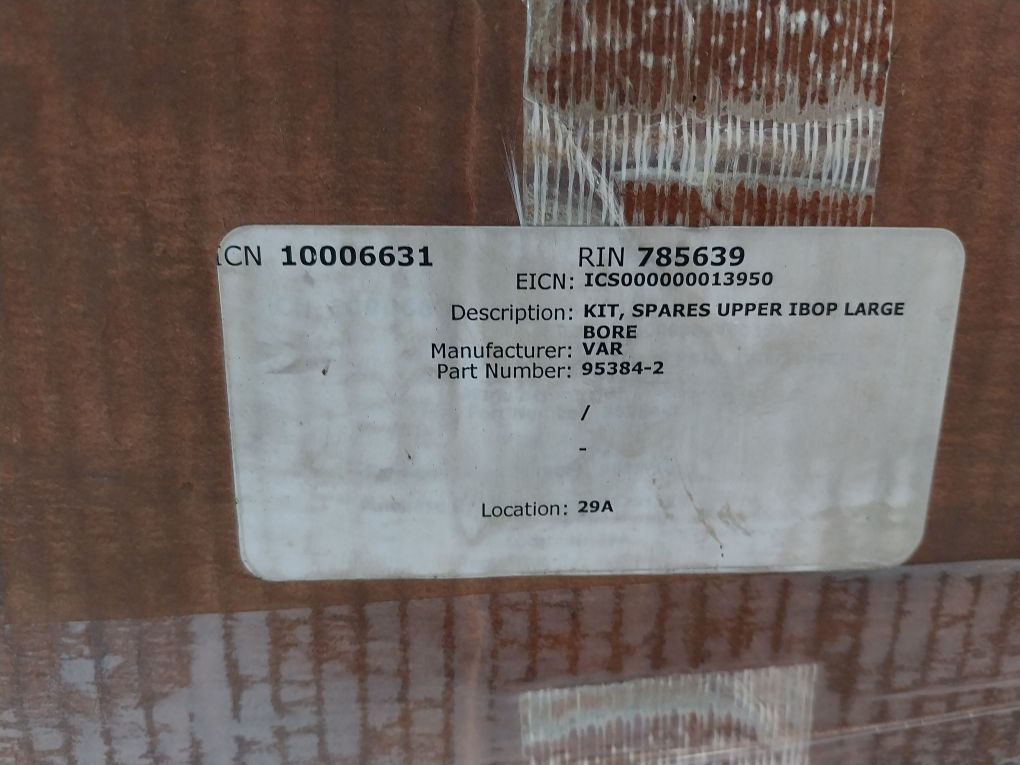 ICN 10006631 RIN 785639
EICN: ICS000000013950
Description: KIT, SPARES UPPER IBOP LARGE
BORE
Manufacturer: VAR
Part Number: 95384-2
/
-
Location: 29A